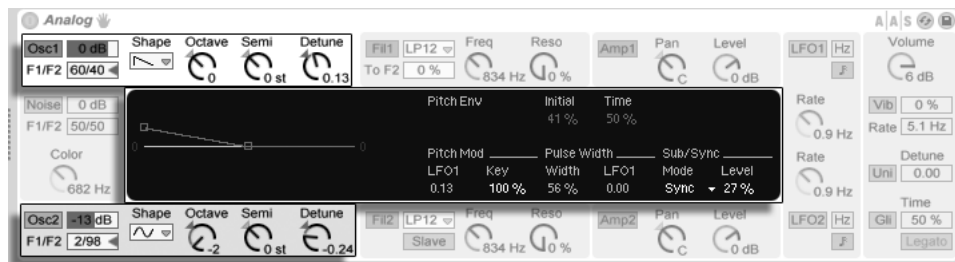 Analog A A S
Osc1 0 dB Shape Octave Semi Detune Fil1 LP12 Freq Reso Amp1 Pan Level LFO1 Hz Volume
F1/F2 60/40 0 0 st 0.13 To F2 0 % 834 Hz 0 % C 0 dB -6 dB
Noise 0 dB Pitch Env Initial Time Rate Vib 0 %
41 % 50 %
F1/F2 50/50 0.9 Hz Rate 5.1 Hz
0 0
Color Pitch Mod Pulse Width Sub/Sync Rate Detune
LFO1 Key Width LFO1 Mode Level Uni 0.00
682 Hz 0.13 100 % 56 % 0.00 Sync 27 % 0.9 Hz
Time
Osc2 -13 dB Shape Octave Semi Detune Fil2 LP12 Freq Reso Amp2 Pan Level LFO2 Hz Gli 50 %
F1/F2 2/98 -2 0 st -0.24 Slave 834 Hz 0 % C 0 dB Legato